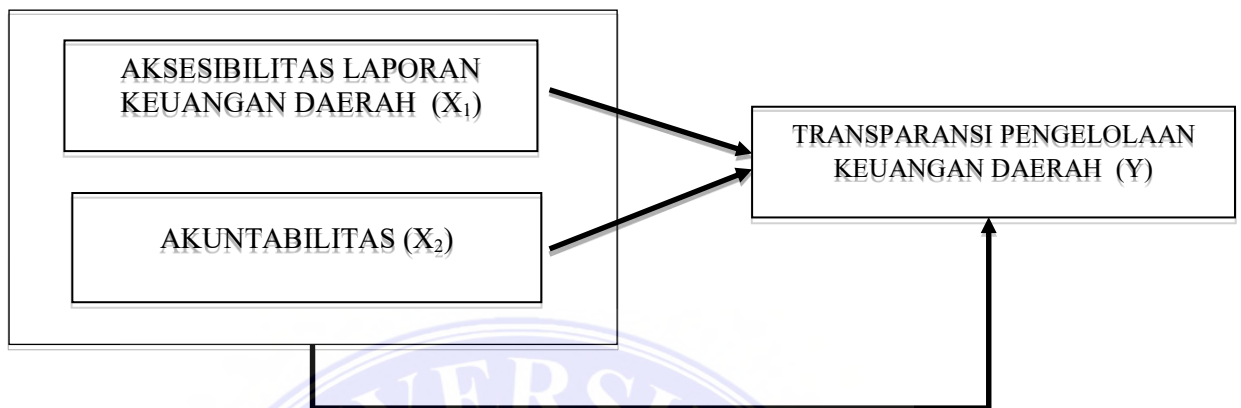 AKSESIBILITAS LAPORAN
KEUANGAN DAERAH (X₁)
TRANSPARANSI PENGELOLAAN
KEUANGAN DAERAH (Y)
AKUNTABILITAS (X₂)